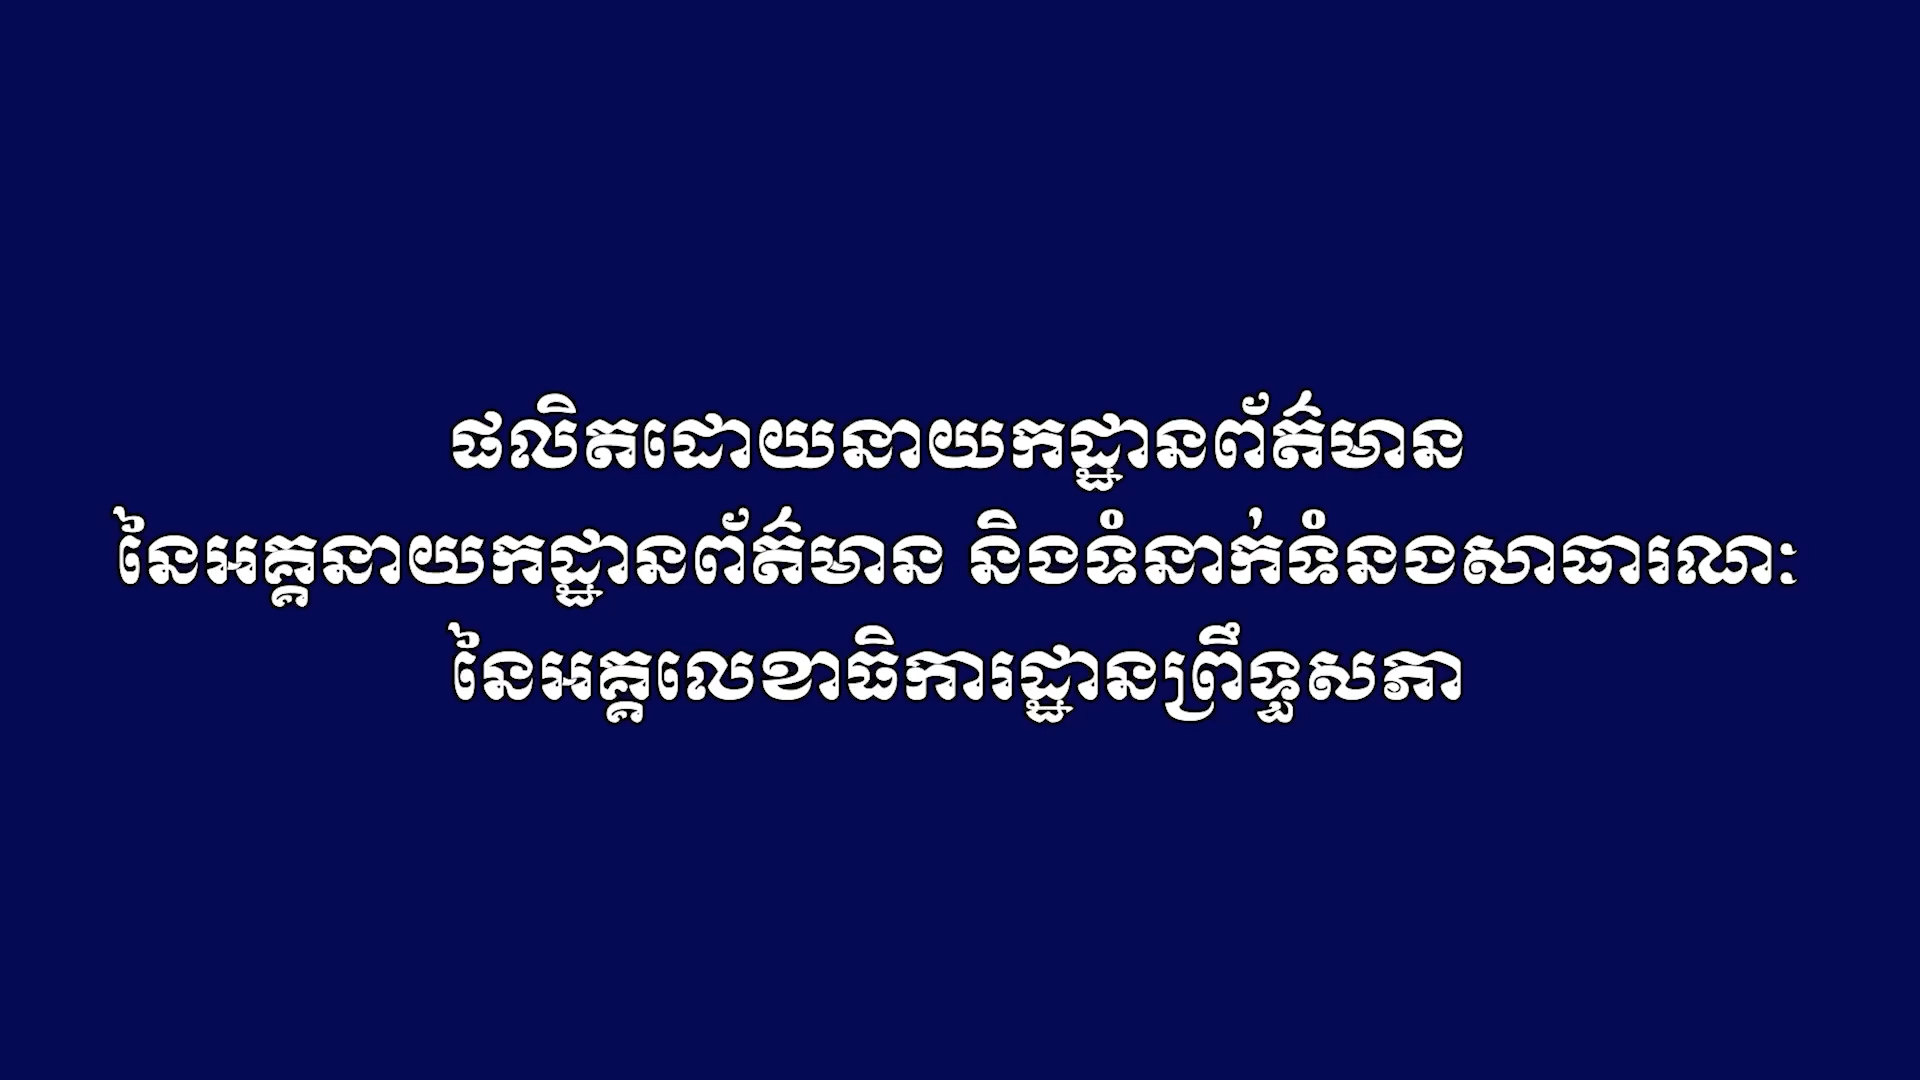 ផលិតដោយនាយកដ្ឋានព័ត៌មាន
នៃអគ្គនាយកដ្ឋានព័ត៌មាន និងទំនាក់ទំនងសាធារណៈ
នៃអគ្គលេខាធិការដ្ឋានព្រឹទ្ធសភា